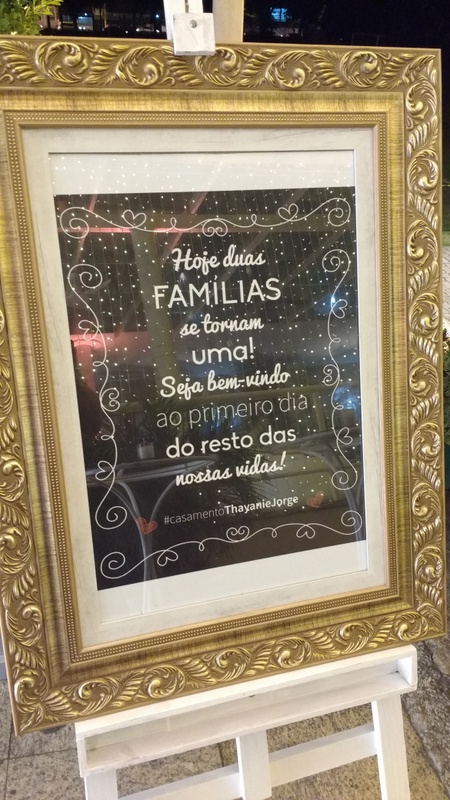 Hoje duas
FAMÍLIAS
se tornam
uma!
Seja bem-vindo
ao primeiro dia
do resto das
nossas vidas!
#casamentoThayanieJorge